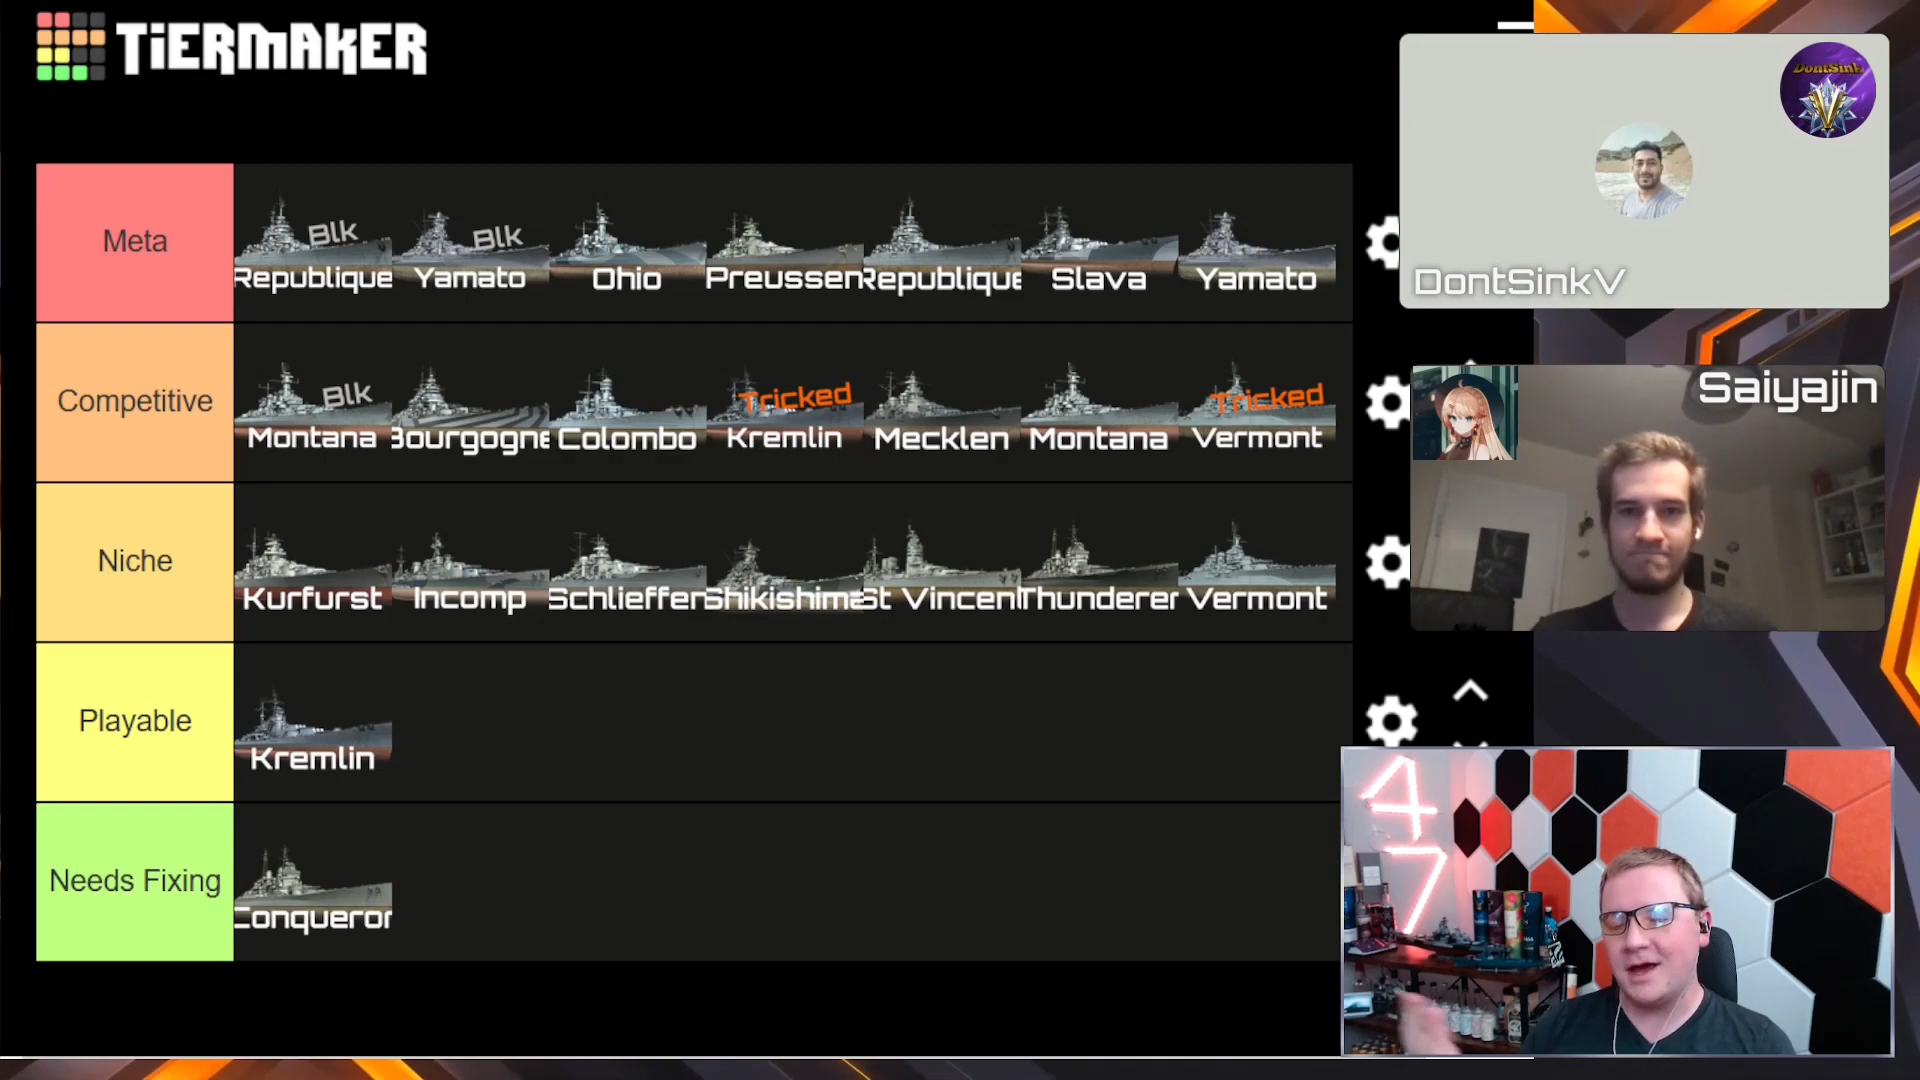 TiERMAKER
DontSink
V
DontSinkV
Meta
Blk
Republique
Blk
Yamato
Ohio
Preussen
Republique
Slava
Yamato
Saiyajin
Competitive
Blk
Montana
Bourgogne
Colombo
Tricked
Kremlin
Mecklen
Montana
Tricked
Vermont
Niche
Kurfurst
Incomp
Schlieffen
Shikishima
St Vincent
Thunderer
Vermont
Playable
Kremlin
47
Needs Fixing
Conqueror